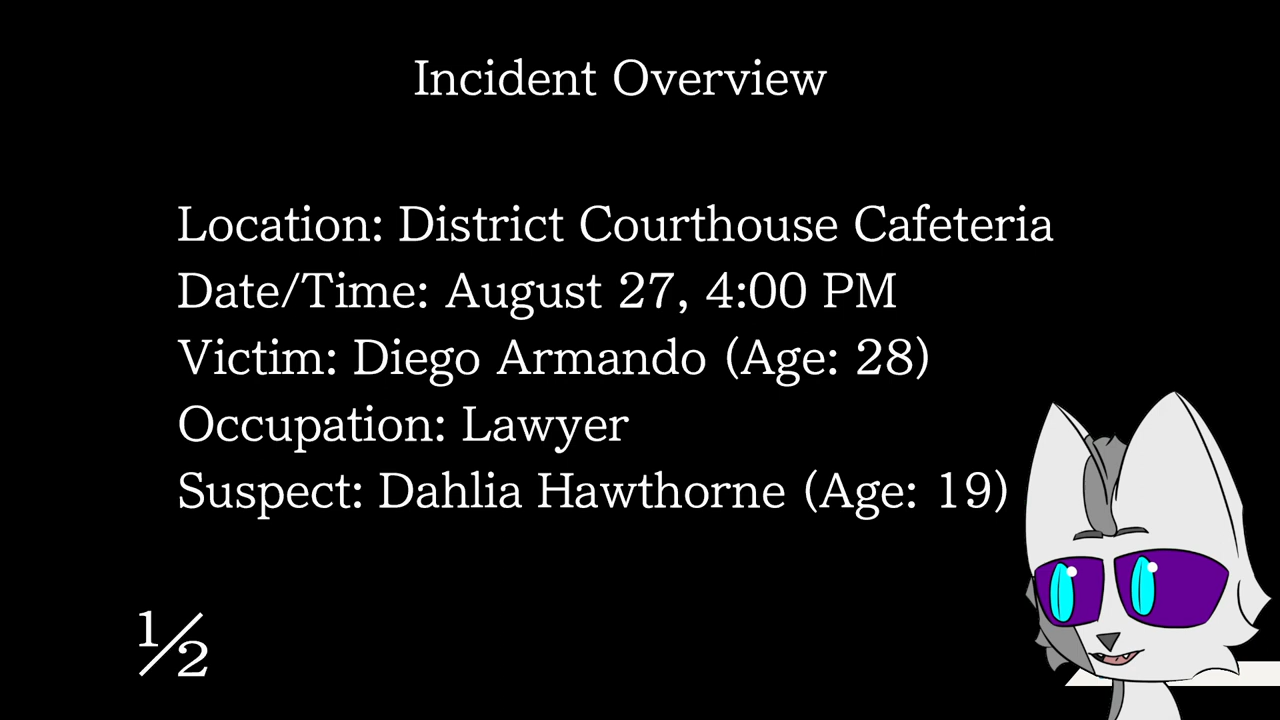 Incident Overview
Location: District Courthouse Cafeteria
Date/Time: August 27, 4:00 PM
Victim: Diego Armando (Age: 28)
Occupation: Lawyer
Suspect: Dahlia Hawthorne (Age: 19)
½